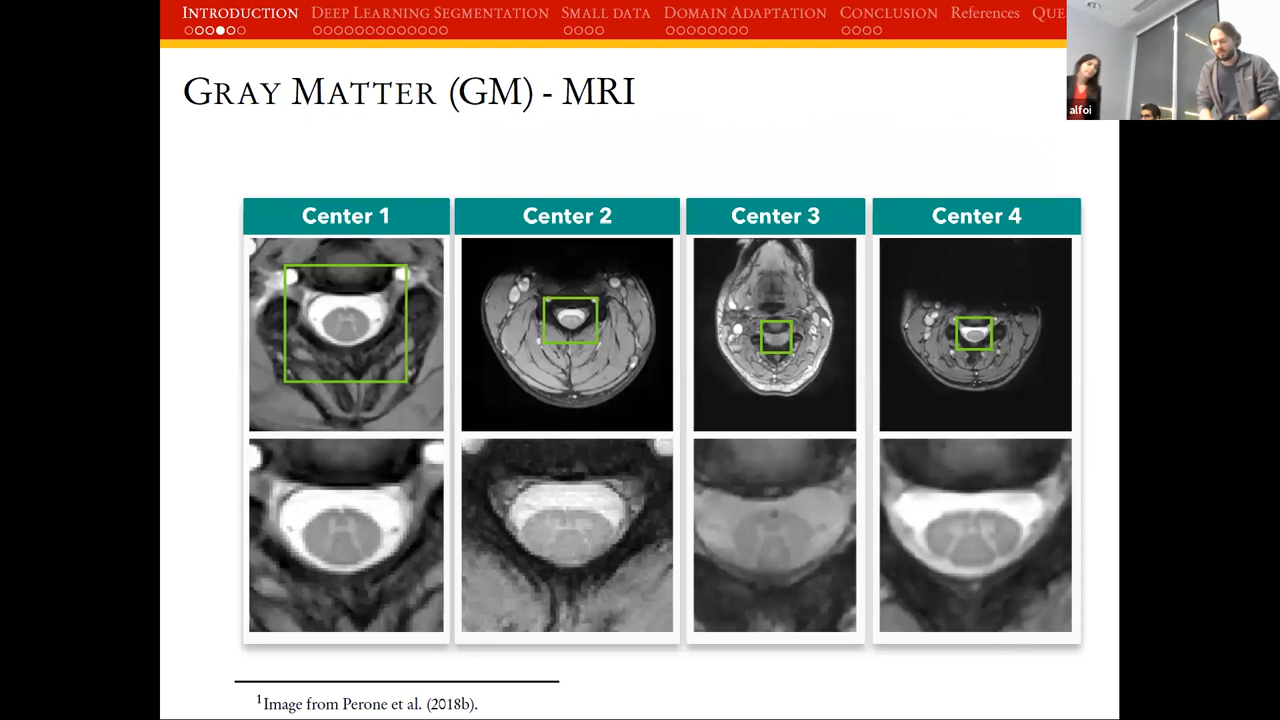 INTRODUCTION DEEP LEARNING SEGMENTATION SMALL DATA DOMAIN ADAPTATION CONCLUSION References
GRAY MATTER (GM) - MRI
alfoi
Center 1 Center 2 Center 3 Center 4
1Image from Perone et al. (2018b).